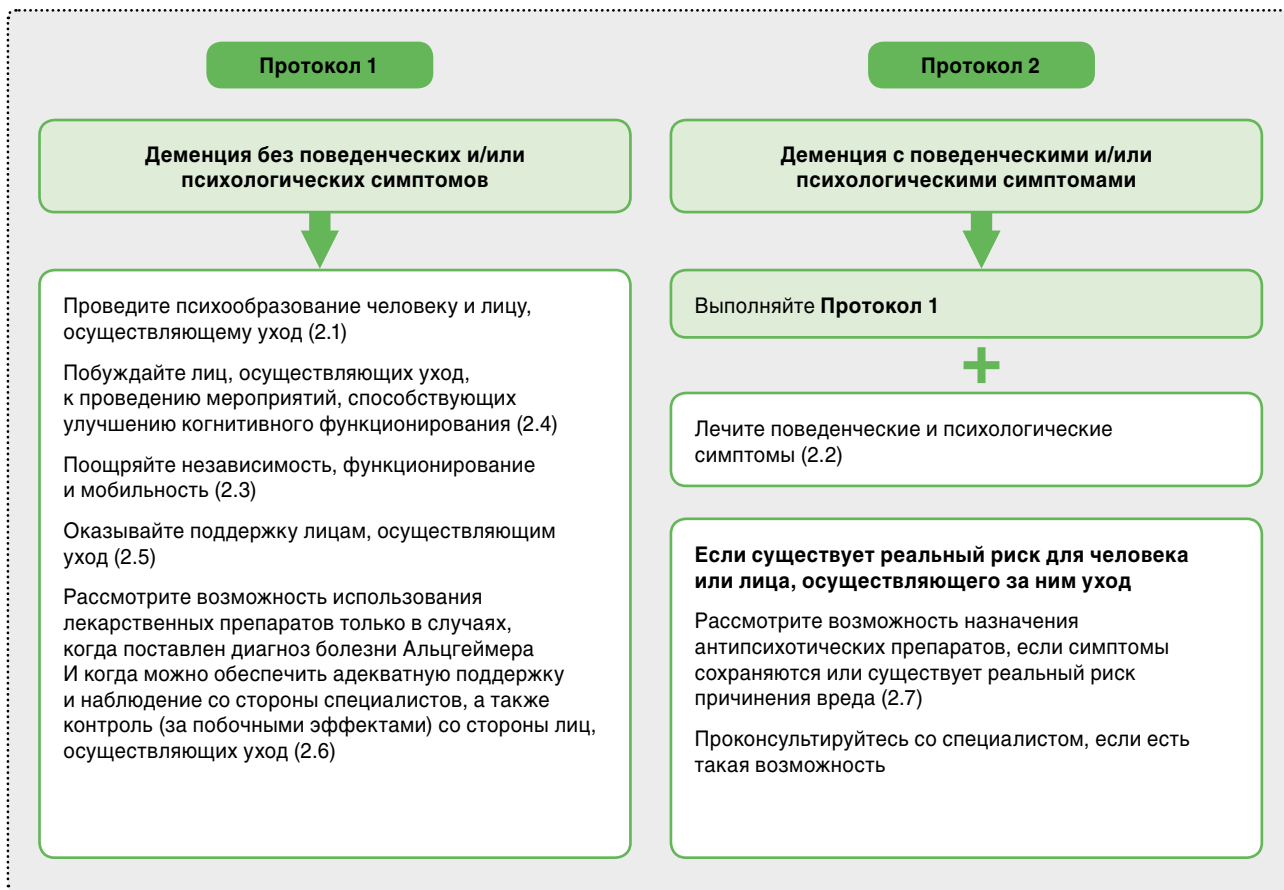 Протокол 1
Деменция без поведенческих и/или
психологических симптомов
Проведите психообразование человеку и лицу,
осуществляющему уход (2.1)
Побуждайте лиц, осуществляющих уход,
к проведению мероприятий, способствующих
улучшению когнитивного функционирования (2.4)
Поощряйте независимость, функционирование
и мобильность (2.3)
Оказывайте поддержку лицам, осуществляющим
уход (2.5)
Рассмотрите возможность использования
лекарственных препаратов только в случаях,
когда поставлен диагноз болезни Альцгеймера
И когда можно обеспечить адекватную поддержку
и наблюдение со стороны специалистов, а также
контроль (за побочными эффектами) со стороны лиц,
осуществляющих уход (2.6)
Протокол 2
Деменция с поведенческими и/или
психологическими симптомами
Выполняйте Протокол 1
+
Лечите поведенческие и психологические
симптомы (2.2)
Если существует реальный риск для человека
или лица, осуществляющего за ним уход
Рассмотрите возможность назначения
антипсихотических препаратов, если симптомы
сохраняются или существует реальный риск
причинения вреда (2.7)
Проконсультируйтесь со специалистом, если есть
такая возможность